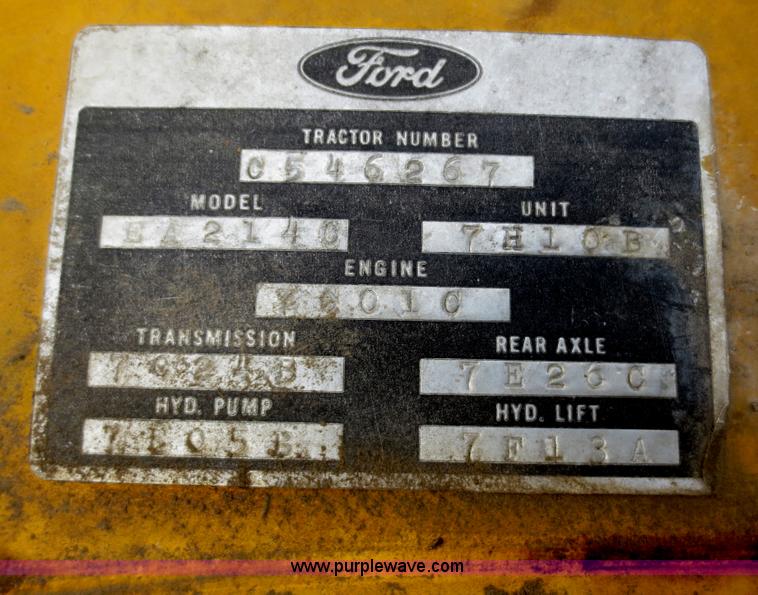 Ford
TRACTOR NUMBER
C546267
MODEL UNIT
BA214C 7H10B
ENGINE
TRANSMISSION REAR AXLE
7E26C
HYD. PUMP HYD. LIFT
7F13A
www.purplewave.com